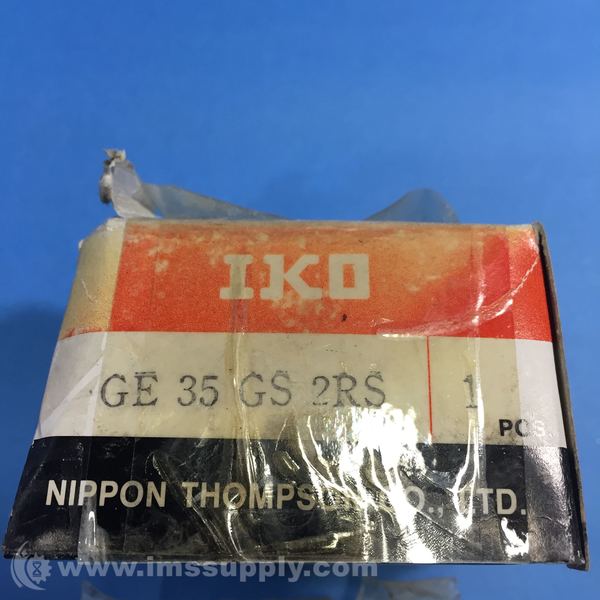 IKO
GE 35 GS 2RS 1 PCS
NIPPON THOMPSON CO., LTD.
www.imssupply.com